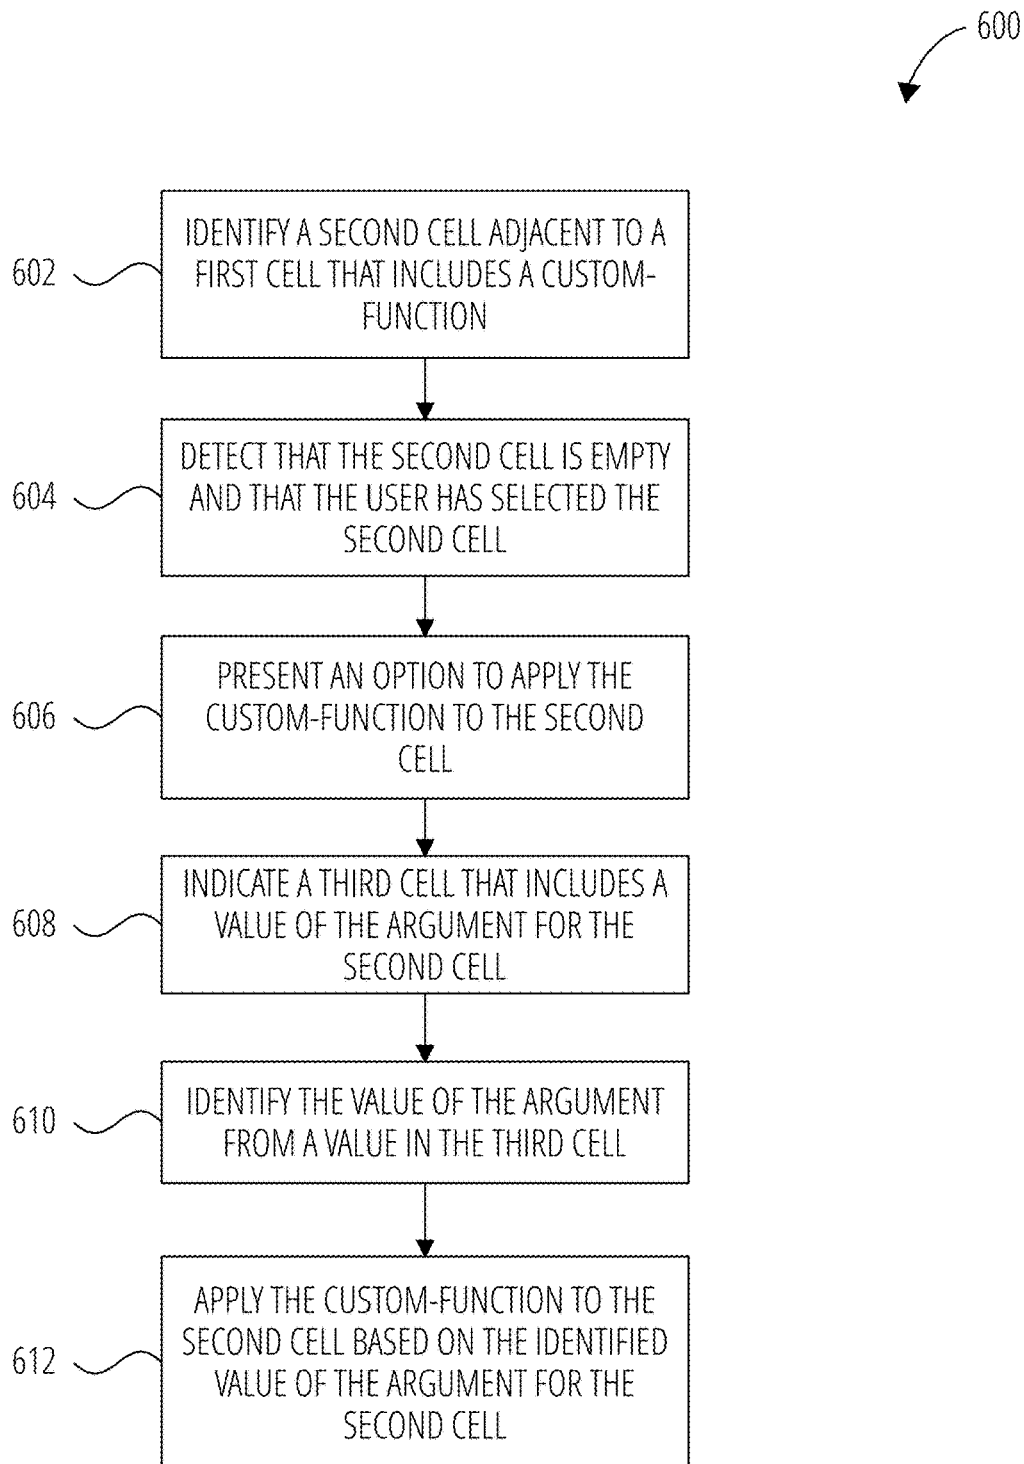 600
IDENTIFY A SECOND CELL ADJACENT TO A
FIRST CELL THAT INCLUDES A CUSTOM-
FUNCTION
602
DETECT THAT THE SECOND CELL IS EMPTY
AND THAT THE USER HAS SELECTED THE
SECOND CELL
604
PRESENT AN OPTION TO APPLY THE
CUSTOM-FUNCTION TO THE SECOND
CELL
606
INDICATE A THIRD CELL THAT INCLUDES A
VALUE OF THE ARGUMENT FOR THE
SECOND CELL
608
IDENTIFY THE VALUE OF THE ARGUMENT
FROM A VALUE IN THE THIRD CELL
610
APPLY THE CUSTOM-FUNCTION TO THE
SECOND CELL BASED ON THE IDENTIFIED
VALUE OF THE ARGUMENT FOR THE
SECOND CELL
612